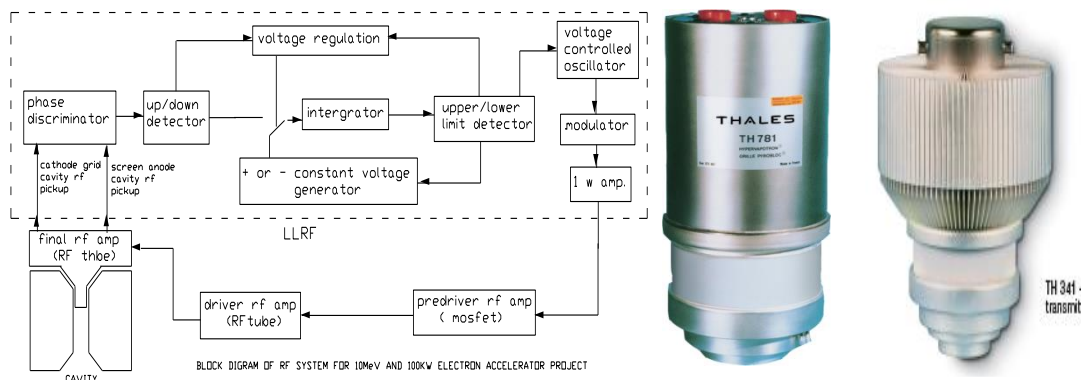 voltage regulation
voltage
controlled
oscillator
phase
discriminator
up/down
detector
intergrator
upper/lower
limit detector
modulator
cathode grid
cavity rf
pickup
screen anode
cavity rf
pickup
+ or - constant voltage
generator
1 w amp.
LLRF
final rf amp
(RF thbe)
driver rf amp
(RFtube)
predriver rf amp
( mosfet)
BLOCK DIGRAM OF RF SYSTEM FOR 10MeV AND 100KW ELECTRON ACCELERATOR PROJECT
CAVITY
THALES
TH 781
HYPERVAPOTRON
GRILLE PYROBLOC
TH 341 -
transmit